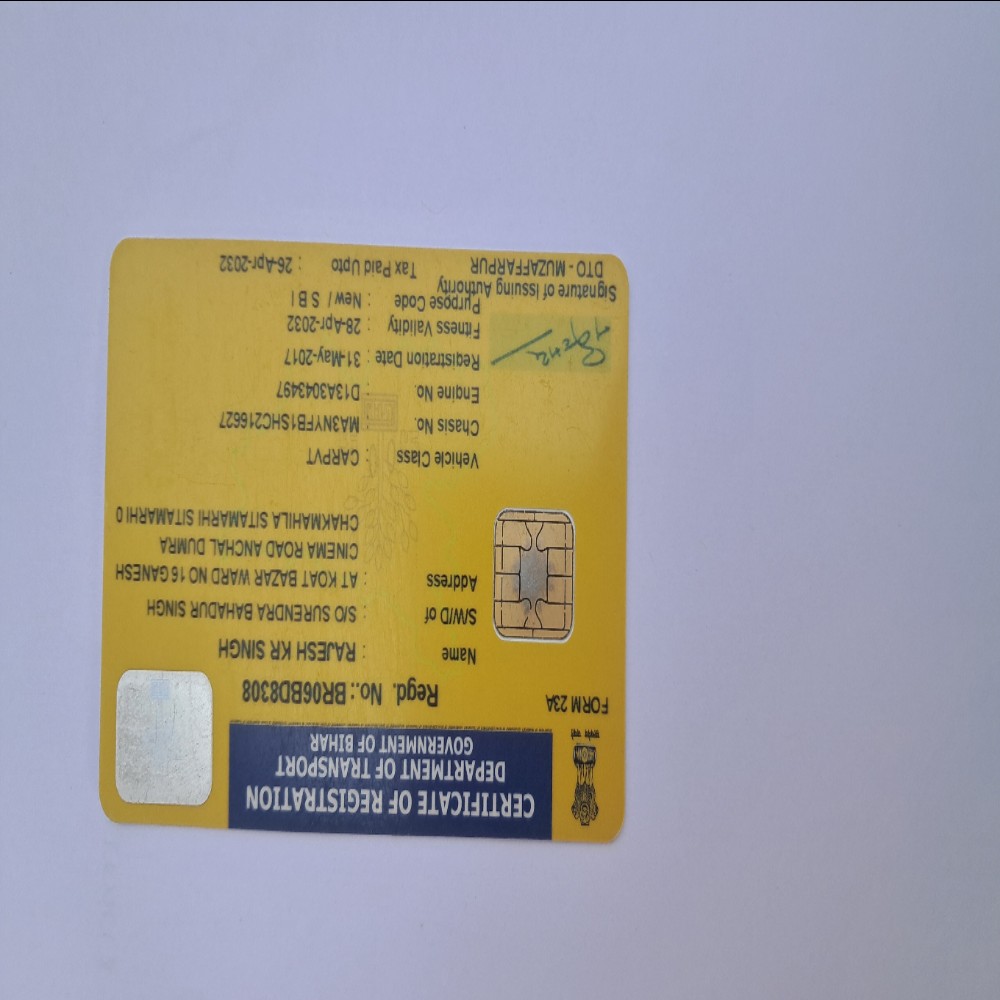 CERTIFICATE OF REGISTRATION
DEPARTMENT OF TRANSPORT
GOVERNMENT OF BIHAR
FORM 23A
Regd. No.: BR06BD8308
Name : RAJESH KR SINGH
S/W/D of : S/O SURENDRA BAHADUR SINGH
Address : AT KOAT BAZAR WARD NO 16 GANESH
CINEMA ROAD ANCHAL DUMRA
CHAKMAHILA SITAMARHI SITAMARHI 0
Vehicle Class : CARPVT
Chasis No. : MA3NYFB1SHC216627
Engine No. : D13A3043497
Registration Date : 31-May-2017
Fitness Validity : 28-Apr-2032
Purpose Code : New / S B I
Tax Paid Upto : 26-Apr-2032
Signature of Issuing Authority
DTO - MUZAFFARPUR